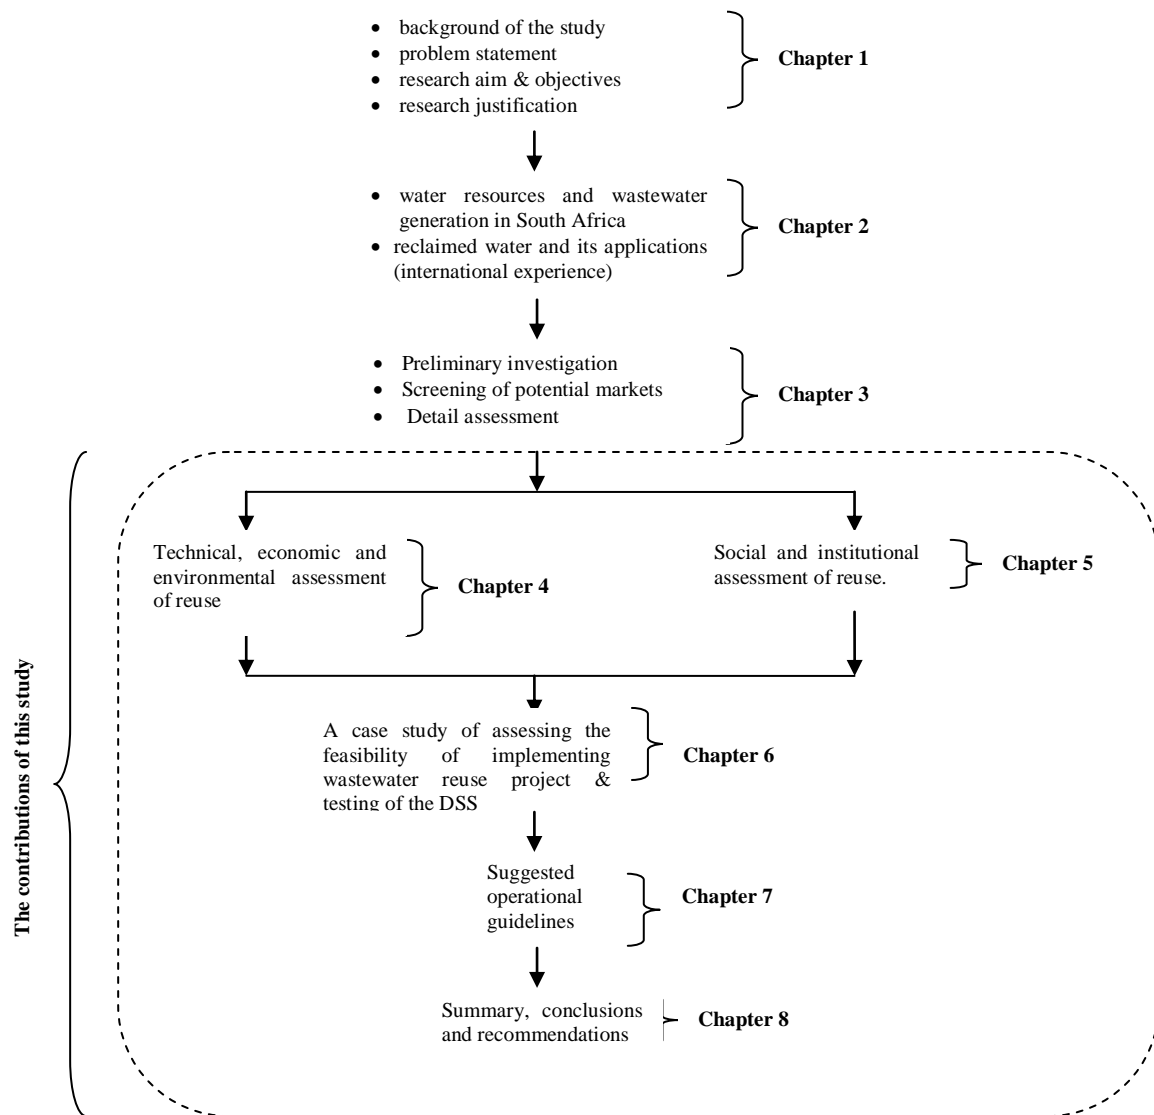 • background of the study
• problem statement
• research aim & objectives
• research justification
Chapter 1
• water resources and wastewater
generation in South Africa
• reclaimed water and its applications
(international experience)
Chapter 2
• Preliminary investigation
• Screening of potential markets
• Detail assessment
Chapter 3
The contributions of this study
Technical, economic and
environmental assessment
of reuse
Chapter 4
Social and institutional
assessment of reuse.
Chapter 5
A case study of assessing the
feasibility of implementing
wastewater reuse project &
testing of the DSS
Chapter 6
Suggested
operational
guidelines
Chapter 7
Summary, conclusions
and recommendations
Chapter 8